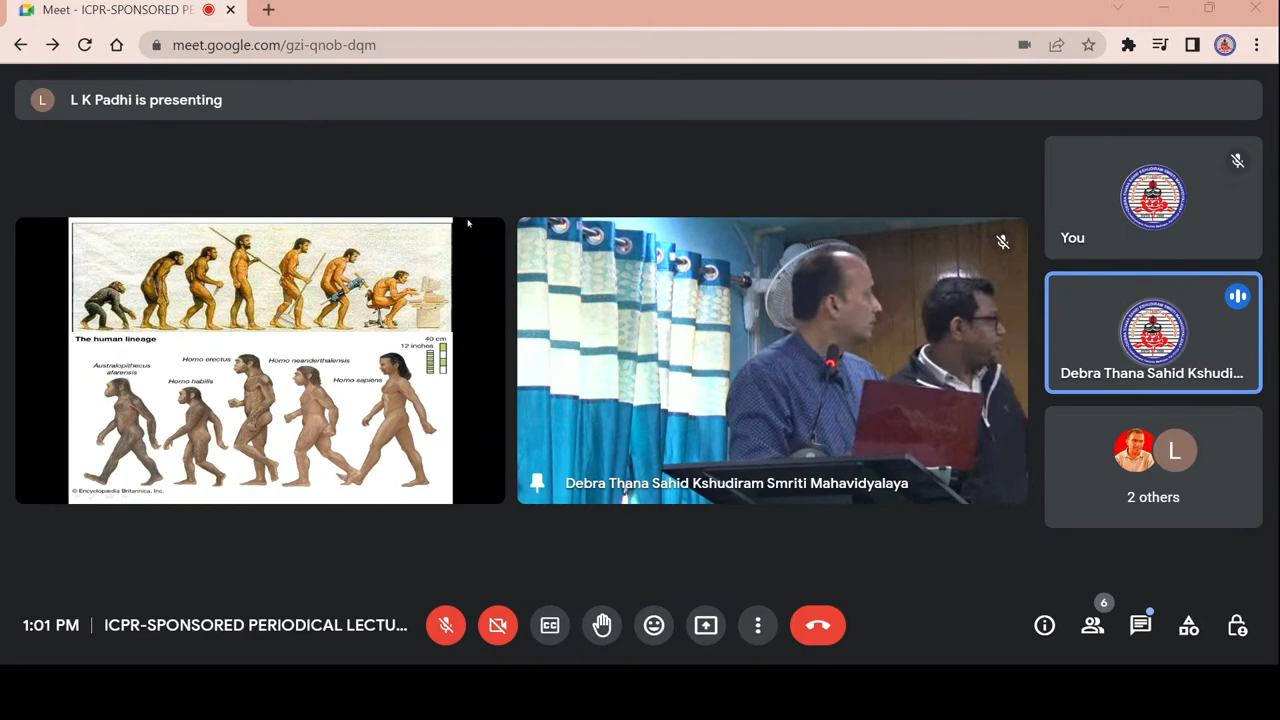 Meet - ICPR-SPONSORED PE
meet.google.com/gzi-qnob-dqm
L
L K Padhi is presenting
The human lineage
40 cm
12 inches
Australopithecus
afarensis
Homo habilis
Homo erectus
Homo neanderthalensis
Homo sapiens
© Encyclopædia Britannica, Inc.
Debra Thana Sahid Kshudiram Smriti Mahavidyalaya
You
Debra Thana Sahid Kshudi...
L
2 others
1:01 PM
ICPR-SPONSORED PERIODICAL LECTU...
CC
6